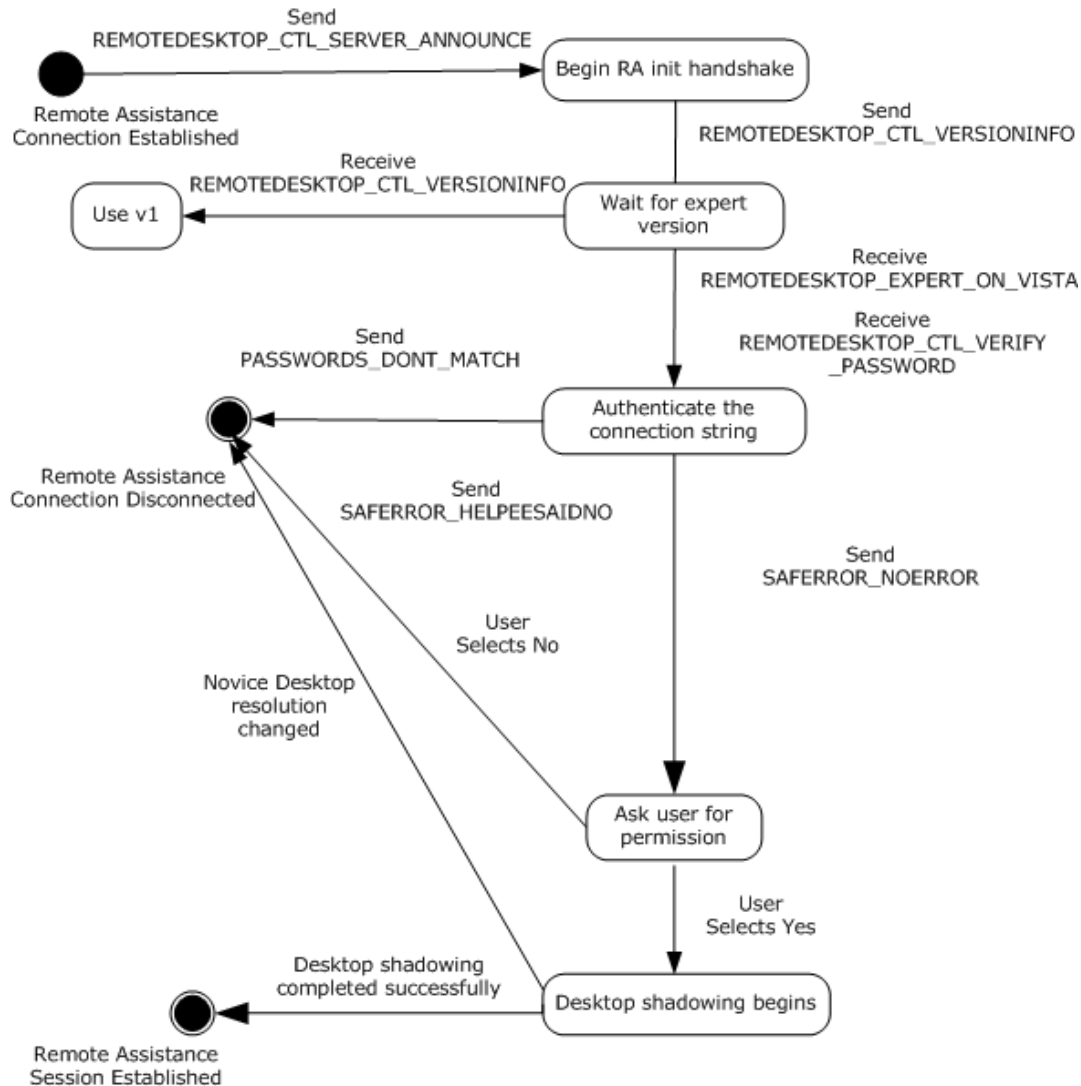 Send
REMOTEDESKTOP_CTL_SERVER_ANNOUNCE
Begin RA init handshake
Remote Assistance
Connection Established
Send
REMOTEDESKTOP_CTL_VERSIONINFO
Receive
REMOTEDESKTOP_CTL_VERSIONINFO
Use v1
Wait for expert
version
Receive
REMOTEDESKTOP_EXPERT_ON_VISTA
Receive
REMOTEDESKTOP_CTL_VERIFY
_PASSWORD
Send
PASSWORDS_DONT_MATCH
Authenticate the
connection string
Remote Assistance
Connection Disconnected
Send
SAFERROR_HELPEESAIDNO
Send
SAFERROR_NOERROR
User
Selects No
Novice Desktop
resolution
changed
Ask user for
permission
User
Selects Yes
Desktop shadowing
completed successfully
Desktop shadowing begins
Remote Assistance
Session Established